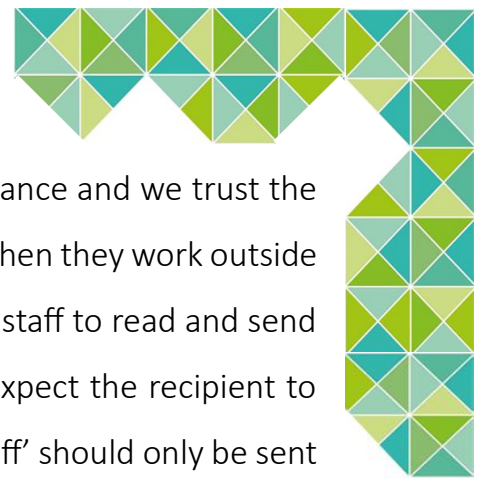 ance and we trust the
hen they work outside
staff to read and send
xpect the recipient to
ff’ should only be sent